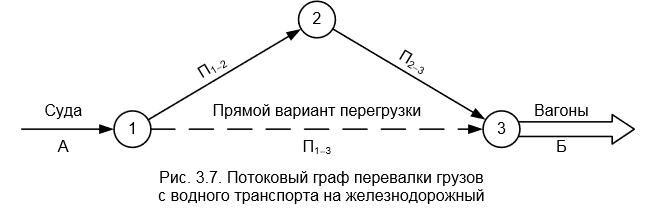 2
П1–2
П2–3
Суда
Прямой вариант перегрузки
Вагоны
1
3
А
П1–3
Б
Рис. 3.7. Потоковый граф перевалки грузов
с водного транспорта на железнодорожный